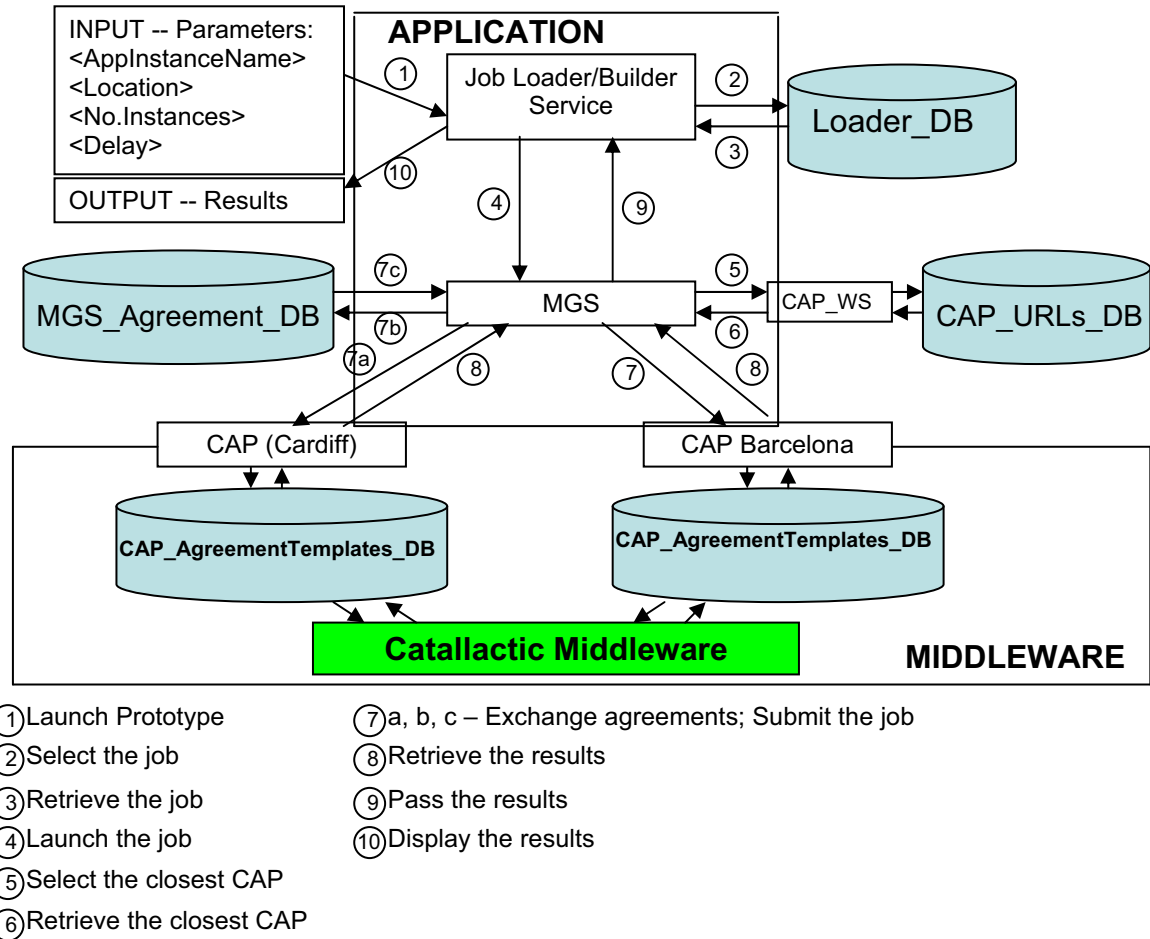 INPUT -- Parameters:
<AppInstanceName>
<Location>
<No.Instances>
<Delay>
OUTPUT -- Results
APPLICATION
Job Loader/Builder
Service
1
2
3
10
Loader_DB
4
9
MGS_Agreement_DB
7c
7b
MGS
5
6
CAP_WS
CAP_URLs_DB
7a
8
7
8
CAP (Cardiff)
CAP Barcelona
CAP_AgreementTemplates_DB
CAP_AgreementTemplates_DB
Catallactic Middleware
MIDDLEWARE
1 Launch Prototype
2 Select the job
3 Retrieve the job
4 Launch the job
5 Select the closest CAP
6 Retrieve the closest CAP
7 a, b, c – Exchange agreements; Submit the job
8 Retrieve the results
9 Pass the results
10 Display the results